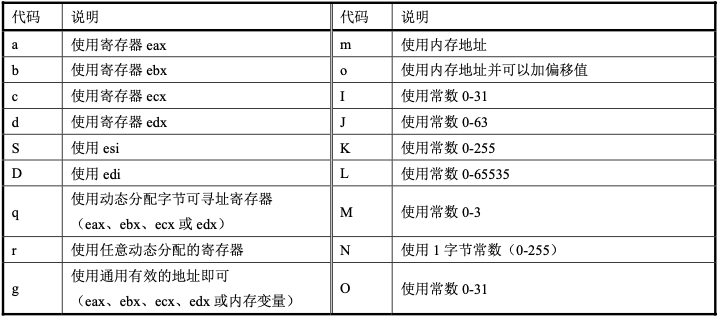 代码 说明 代码 说明
a 使用寄存器 eax m 使用内存地址
b 使用寄存器 ebx o 使用内存地址并可以加偏移值
c 使用寄存器 ecx I 使用常数 0-31
d 使用寄存器 edx J 使用常数 0-63
S 使用 esi K 使用常数 0-255
D 使用 edi L 使用常数 0-65535
q 使用动态分配字节可寻址寄存器
（eax、ebx、ecx 或 edx） M 使用常数 0-3
r 使用任意动态分配的寄存器 N 使用 1 字节常数（0-255）
g 使用通用有效的地址即可
（eax、ebx、ecx、edx 或内存变量） O 使用常数 0-31